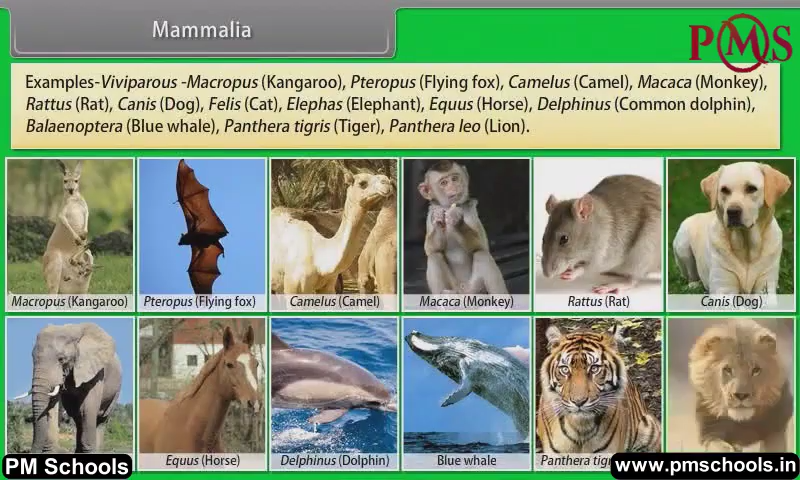 Mammalia
PMS
Examples-Viviparous -Macropus (Kangaroo), Pteropus (Flying fox), Camelus (Camel), Macaca (Monkey),
Rattus (Rat), Canis (Dog), Felis (Cat), Elephas (Elephant), Equus (Horse), Delphinus (Common dolphin),
Balaenoptera (Blue whale), Panthera tigris (Tiger), Panthera leo (Lion).
Macropus (Kangaroo)
Pteropus (Flying fox)
Camelus (Camel)
Macaca (Monkey)
Rattus (Rat)
Canis (Dog)
Equus (Horse)
Delphinus (Dolphin)
Blue whale
Panthera
PM Schools
www.pmschools.in